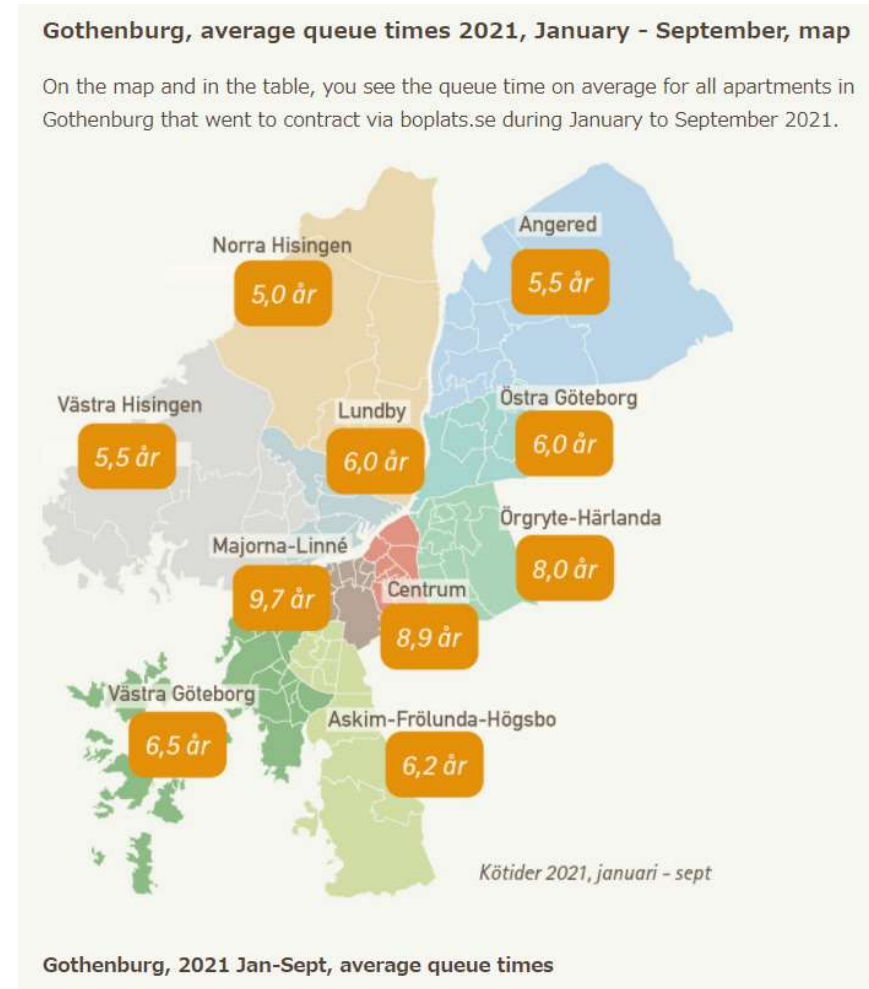 Gothenburg, average queue times 2021, January - September, map
On the map and in the table, you see the queue time on average for all apartments in
Gothenburg that went to contract via boplats.se during January to September 2021.
Angered
5,5 år
Norra Hisingen
5,0 år
Västra Hisingen
5,5 år
Lundby
6,0 år
Östra Göteborg
6,0 år
Örgryte-Härlanda
8,0 år
Majorna-Linné
9,7 år
Centrum
8,9 år
Västra Göteborg
6,5 år
Askim-Frölunda-Högsbo
6,2 år
Kötider 2021, januari - sept
Gothenburg, 2021 Jan-Sept, average queue times